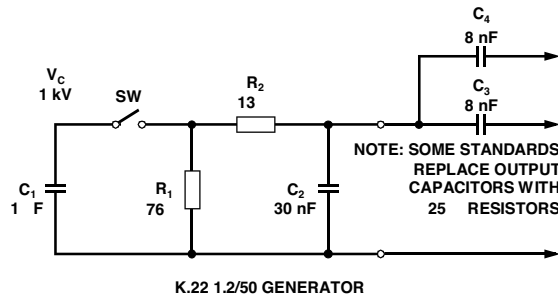 C4
8 nF
VC
1 kV
SW
R2
13
C3
8 nF
NOTE: SOME STANDARDS
REPLACE OUTPUT
CAPACITORS WITH
25 RESISTORS
C1
1 F
R1
76
C2
30 nF
K.22 1.2/50 GENERATOR